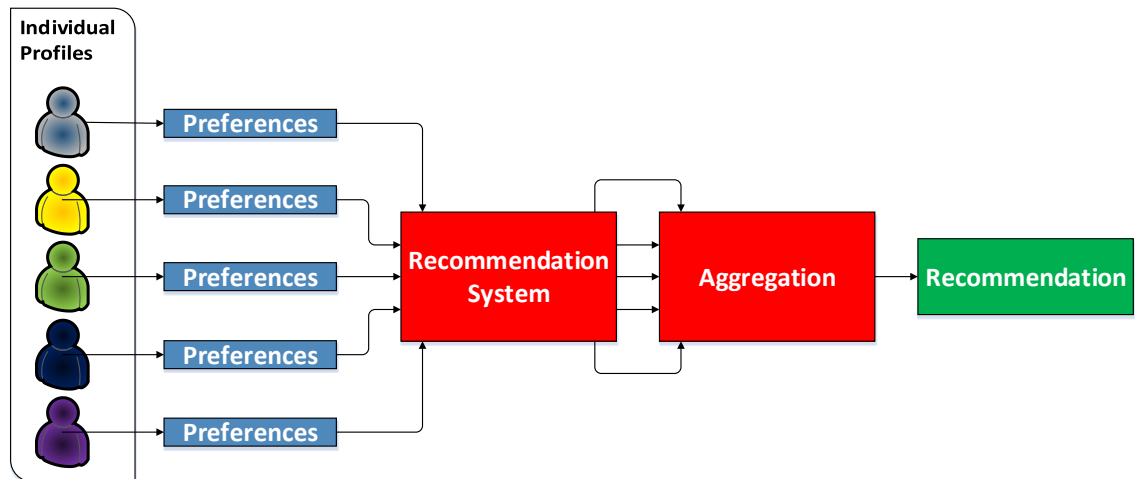 Individual
Profiles
Preferences
Preferences
Preferences
Preferences
Preferences
Recommendation
System
Aggregation
Recommendation